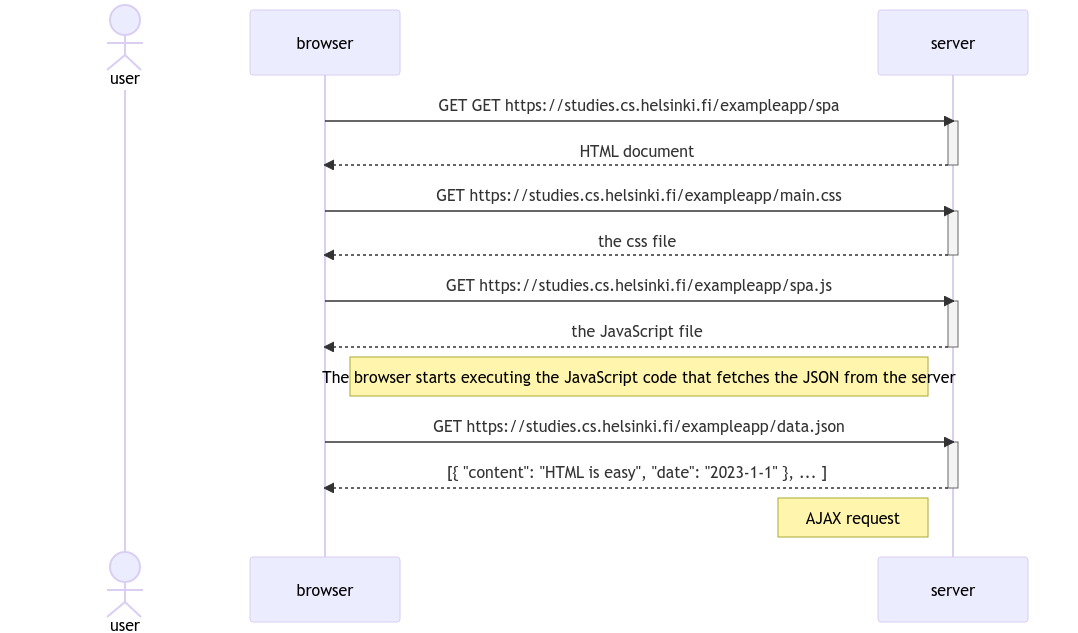 user
browser
server
GET GET https://studies.cs.helsinki.fi/exampleapp/spa
HTML document
GET https://studies.cs.helsinki.fi/exampleapp/main.css
the css file
GET https://studies.cs.helsinki.fi/exampleapp/spa.js
the JavaScript file
The browser starts executing the JavaScript code that fetches the JSON from the server
GET https://studies.cs.helsinki.fi/exampleapp/data.json
[{ "content": "HTML is easy", "date": "2023-1-1" }, ... ]
AJAX request
user
browser
server